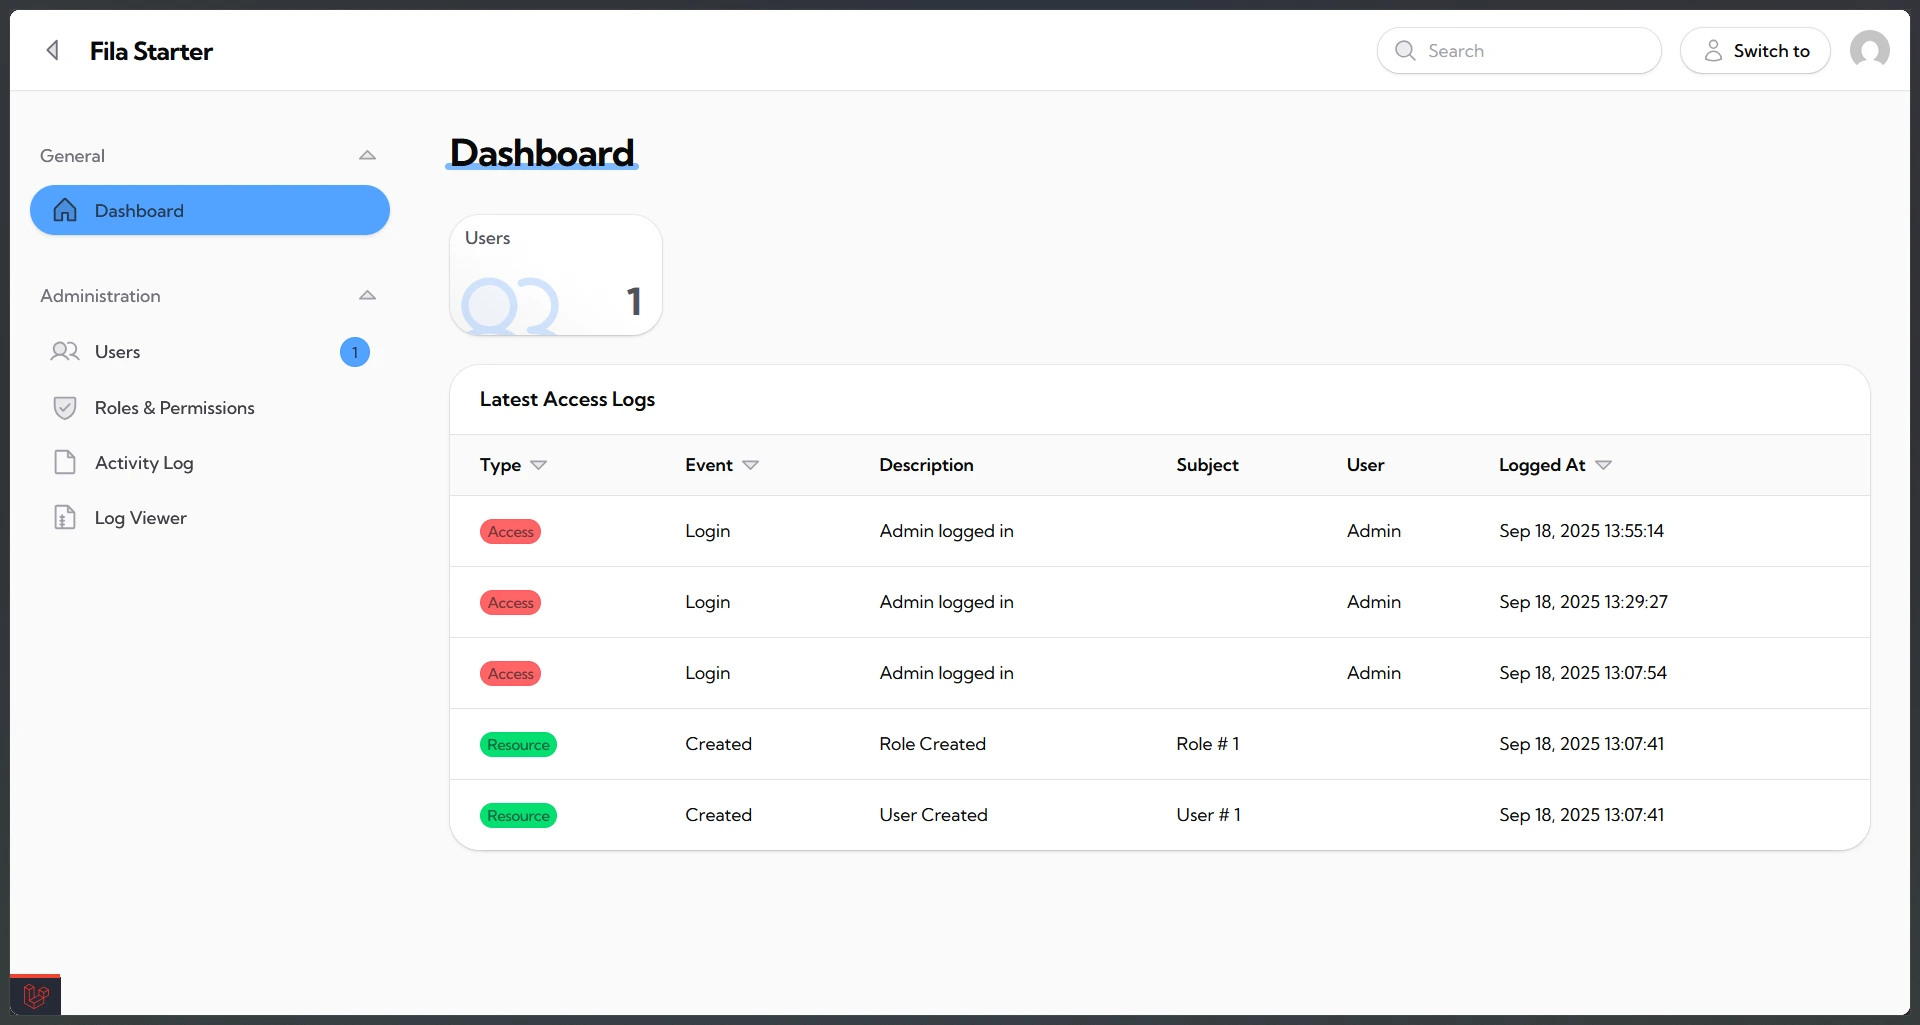 Fila Starter
Search
Switch to
General
Dashboard
Administration
Users
1
Roles & Permissions
Activity Log
Log Viewer
Dashboard
Users
1
Latest Access Logs
Type Event Description Subject User Logged At
Access Login Admin logged in Admin Sep 18, 2025 13:55:14
Access Login Admin logged in Admin Sep 18, 2025 13:29:27
Access Login Admin logged in Admin Sep 18, 2025 13:07:54
Resource Created Role Created Role # 1 Sep 18, 2025 13:07:41
Resource Created User Created User # 1 Sep 18, 2025 13:07:41